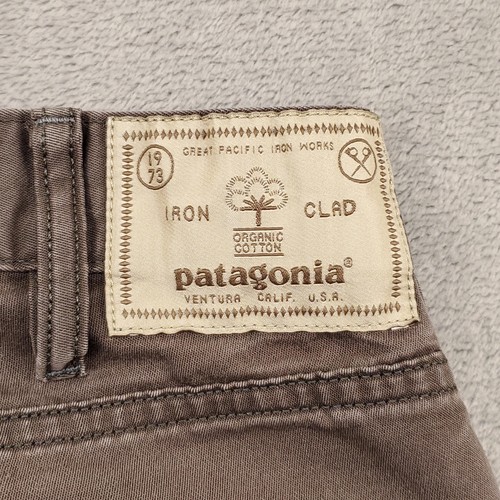 GREAT PACIFIC IRON WORKS
19
73
IRON CLAD
ORGANIC
COTTON
patagonia®
VENTURA CALIF. U.S.A.